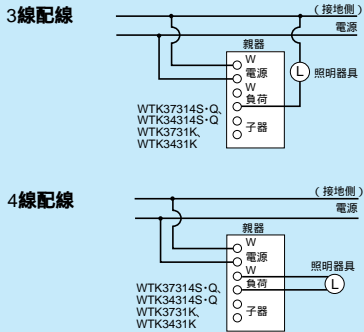 3線配線
（接地側）
電源
親器
W
電源
W
負荷
子器
L
照明器具
WTK37314S･Q、
WTK34314S･Q
WTK3731K、
WTK3431K
4線配線
（接地側）
電源
親器
W
電源
W
負荷
子器
照明器具
L
WTK37314S･Q、
WTK34314S･Q
WTK3731K、
WTK3431K